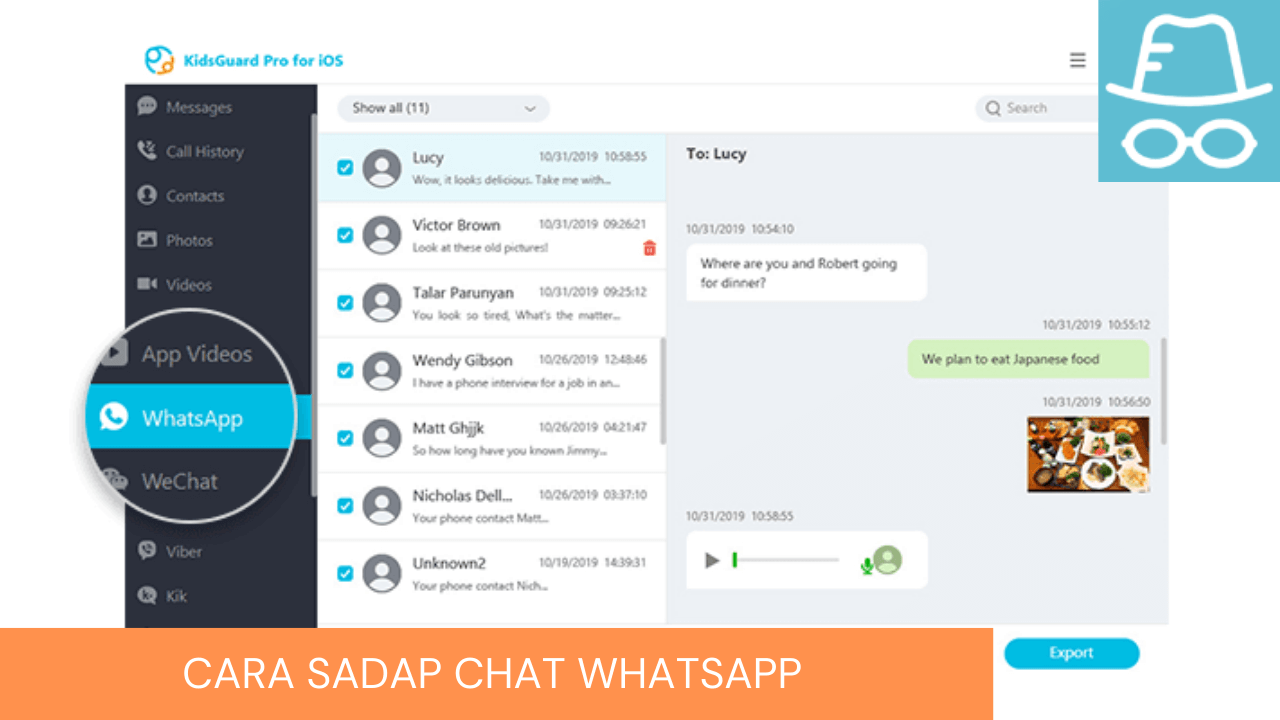 KidsGuard Pro for iOS
Messages
Call History
Contacts
Photos
Videos
App Videos
WhatsApp
WeChat
Viber
Kik
Show all (11)
Search
Lucy 10/31/2019 10:58:55
Wow, it looks delicious. Take me with...
Victor Brown 10/31/2019 09:26:21
Look at these old pictures!
Talar Parunyan 10/31/2019 09:25:12
You look so tired, What's the matter...
Wendy Gibson 10/26/2019 12:48:46
I have a phone interview for a job in an...
Matt Ghjjk 10/26/2019 04:21:47
So how long have you known Jimmy...
Nicholas Dell... 10/26/2019 03:37:10
Your phone contact Matt...
Unknown2 10/19/2019 14:39:31
Your phone contact Nich...
To: Lucy
10/31/2019 10:54:10
Where are you and Robert going
for dinner?
10/31/2019 10:55:12
We plan to eat Japanese food
10/31/2019 10:56:50
10/31/2019 10:58:55
Export
CARA SADAP CHAT WHATSAPP